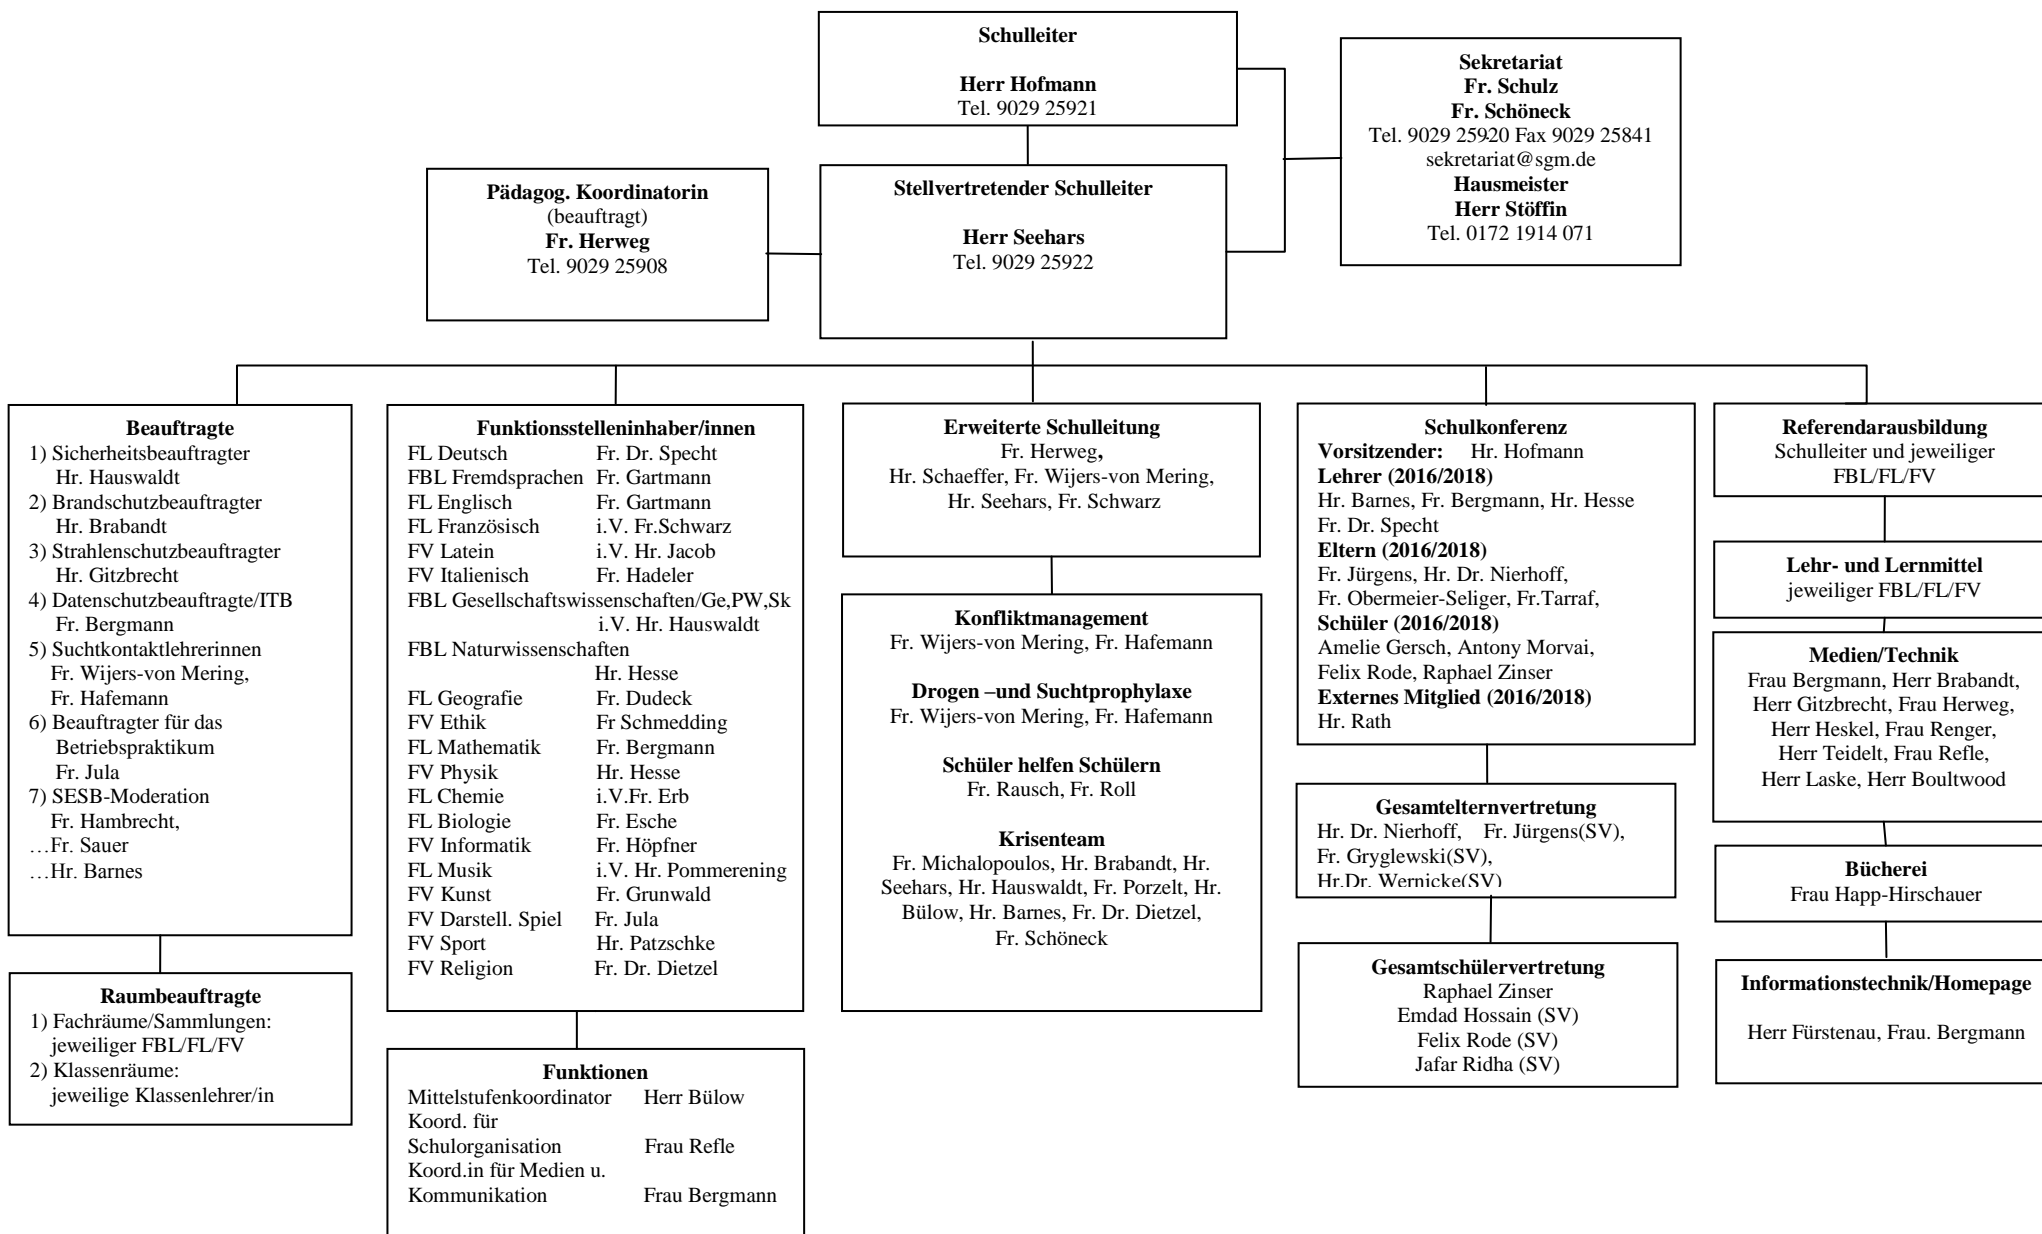 Schulleiter
Herr Hofmann
Tel. 9029 25921
Sekretariat
Fr. Schulz
Fr. Schöneck
Tel. 9029 25920 Fax 9029 25841
sekretariat@sgm.de
Hausmeister
Herr Stöffin
Tel. 0172 1914 071
Pädagog. Koordinatorin
(beauftragt)
Fr. Herweg
Tel. 9029 25908
Stellvertretender Schulleiter
Herr Seehars
Tel. 9029 25922
Beauftragte
1) Sicherheitsbeauftragter
Hr. Hauswaldt
2) Brandschutzbeauftragter
Hr. Brabandt
3) Strahlenschutzbeauftragter
Hr. Gitzbrecht
4) Datenschutzbeauftragte/ITB
Fr. Bergmann
5) Suchtkontaktlehrerinnen
Fr. Wijers-von Mering,
Fr. Hafemann
6) Beauftragter für das
Betriebspraktikum
Fr. Jula
7) SESB-Moderation
Fr. Hambrecht,
…Fr. Sauer
…Hr. Barnes
Raumbeauftragte
1) Fachräume/Sammlungen:
jeweiliger FBL/FL/FV
2) Klassenräume:
jeweilige Klassenlehrer/in
Funktionsstelleninhaber/innen
FL Deutsch Fr. Dr. Specht
FBL Fremdsprachen Fr. Gartmann
FL Englisch Fr. Gartmann
FL Französisch i.V. Fr.Schwarz
FV Latein i.V. Hr. Jacob
FV Italienisch Fr. Hadeler
FBL Gesellschaftswissenschaften/Ge,PW,Sk
i.V. Hr. Hauswaldt
FBL Naturwissenschaften
Hr. Hesse
FL Geografie Fr. Dudeck
FV Ethik Fr Schmedding
FL Mathematik Fr. Bergmann
FV Physik Hr. Hesse
FL Chemie i.V.Fr. Erb
FL Biologie Fr. Esche
FV Informatik Fr. Höpfner
FL Musik i.V. Hr. Pommerening
FV Kunst Fr. Grunwald
FV Darstell. Spiel Fr. Jula
FV Sport Hr. Patzschke
FV Religion Fr. Dr. Dietzel
Funktionen
Mittelstufenkoordinator Herr Bülow
Koord. für
Schulorganisation Frau Refle
Koord.in für Medien u.
Kommunikation Frau Bergmann
Erweiterte Schulleitung
Fr. Herweg,
Hr. Schaeffer, Fr. Wijers-von Mering,
Hr. Seehars, Fr. Schwarz
Konfliktmanagement
Fr. Wijers-von Mering, Fr. Hafemann
Drogen –und Suchtprophylaxe
Fr. Wijers-von Mering, Fr. Hafemann
Schüler helfen Schülern
Fr. Rausch, Fr. Roll
Krisenteam
Fr. Michalopoulos, Hr. Brabandt, Hr.
Seehars, Hr. Hauswaldt, Fr. Porzelt, Hr.
Bülow, Hr. Barnes, Fr. Dr. Dietzel,
Fr. Schöneck
Schulkonferenz
Vorsitzender: Hr. Hofmann
Lehrer (2016/2018)
Hr. Barnes, Fr. Bergmann, Hr. Hesse
Fr. Dr. Specht
Eltern (2016/2018)
Fr. Jürgens, Hr. Dr. Nierhoff,
Fr. Obermeier-Seliger, Fr.Tarraf,
Schüler (2016/2018)
Amelie Gersch, Antony Morvai,
Felix Rode, Raphael Zinser
Externes Mitglied (2016/2018)
Hr. Rath
Gesamtelternvertretung
Hr. Dr. Nierhoff, Fr. Jürgens(SV),
Fr. Gryglewski(SV),
Hr.Dr. Wernicke(SV)
Gesamtschülervertretung
Raphael Zinser
Emdad Hossain (SV)
Felix Rode (SV)
Jafar Ridha (SV)
Referendarausbildung
Schulleiter und jeweiliger
FBL/FL/FV
Lehr- und Lernmittel
jeweiliger FBL/FL/FV
Medien/Technik
Frau Bergmann, Herr Brabandt,
Herr Gitzbrecht, Frau Herweg,
Herr Heskel, Frau Renger,
Herr Teidelt, Frau Refle,
Herr Laske, Herr Boultwood
Bücherei
Frau Happ-Hirschauer
Informationstechnik/Homepage
Herr Fürstenau, Frau. Bergmann